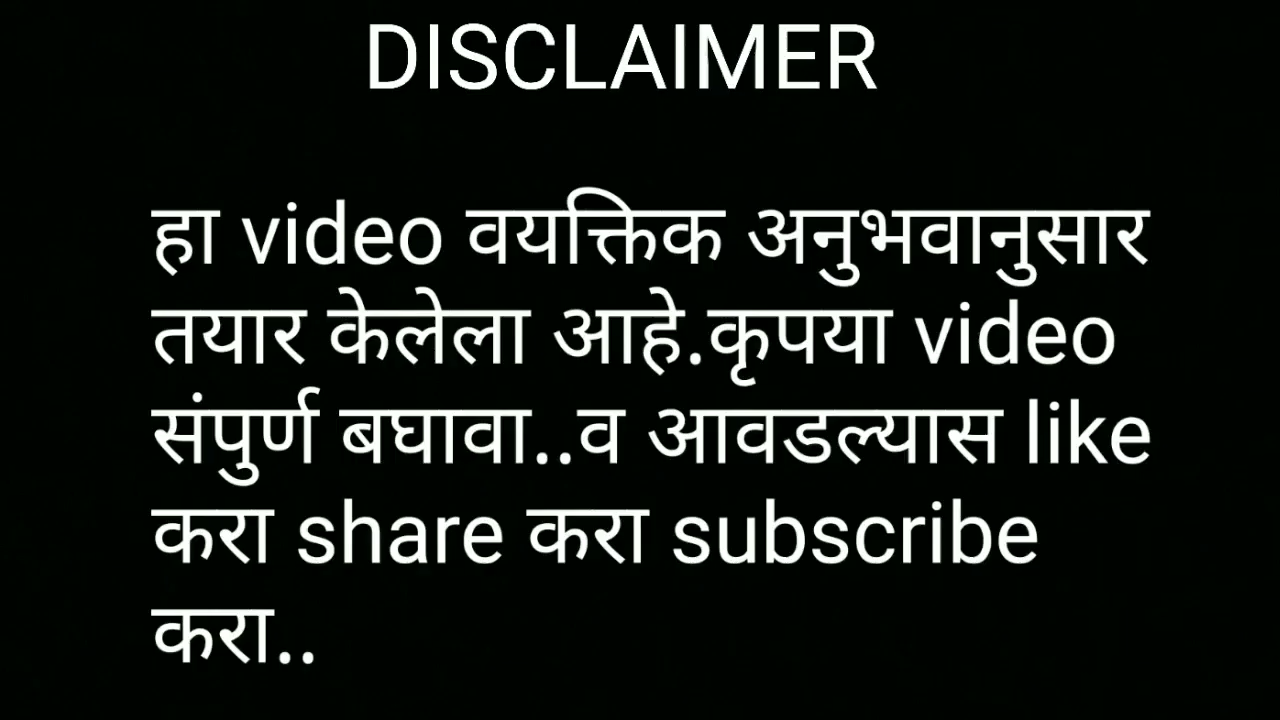 DISCLAIMER
हा video वयक्तिक अनुभवानुसार
तयार केलेला आहे.कृपया video
संपुर्ण बघावा..व आवडल्यास like
करा share करा subscribe
करा..